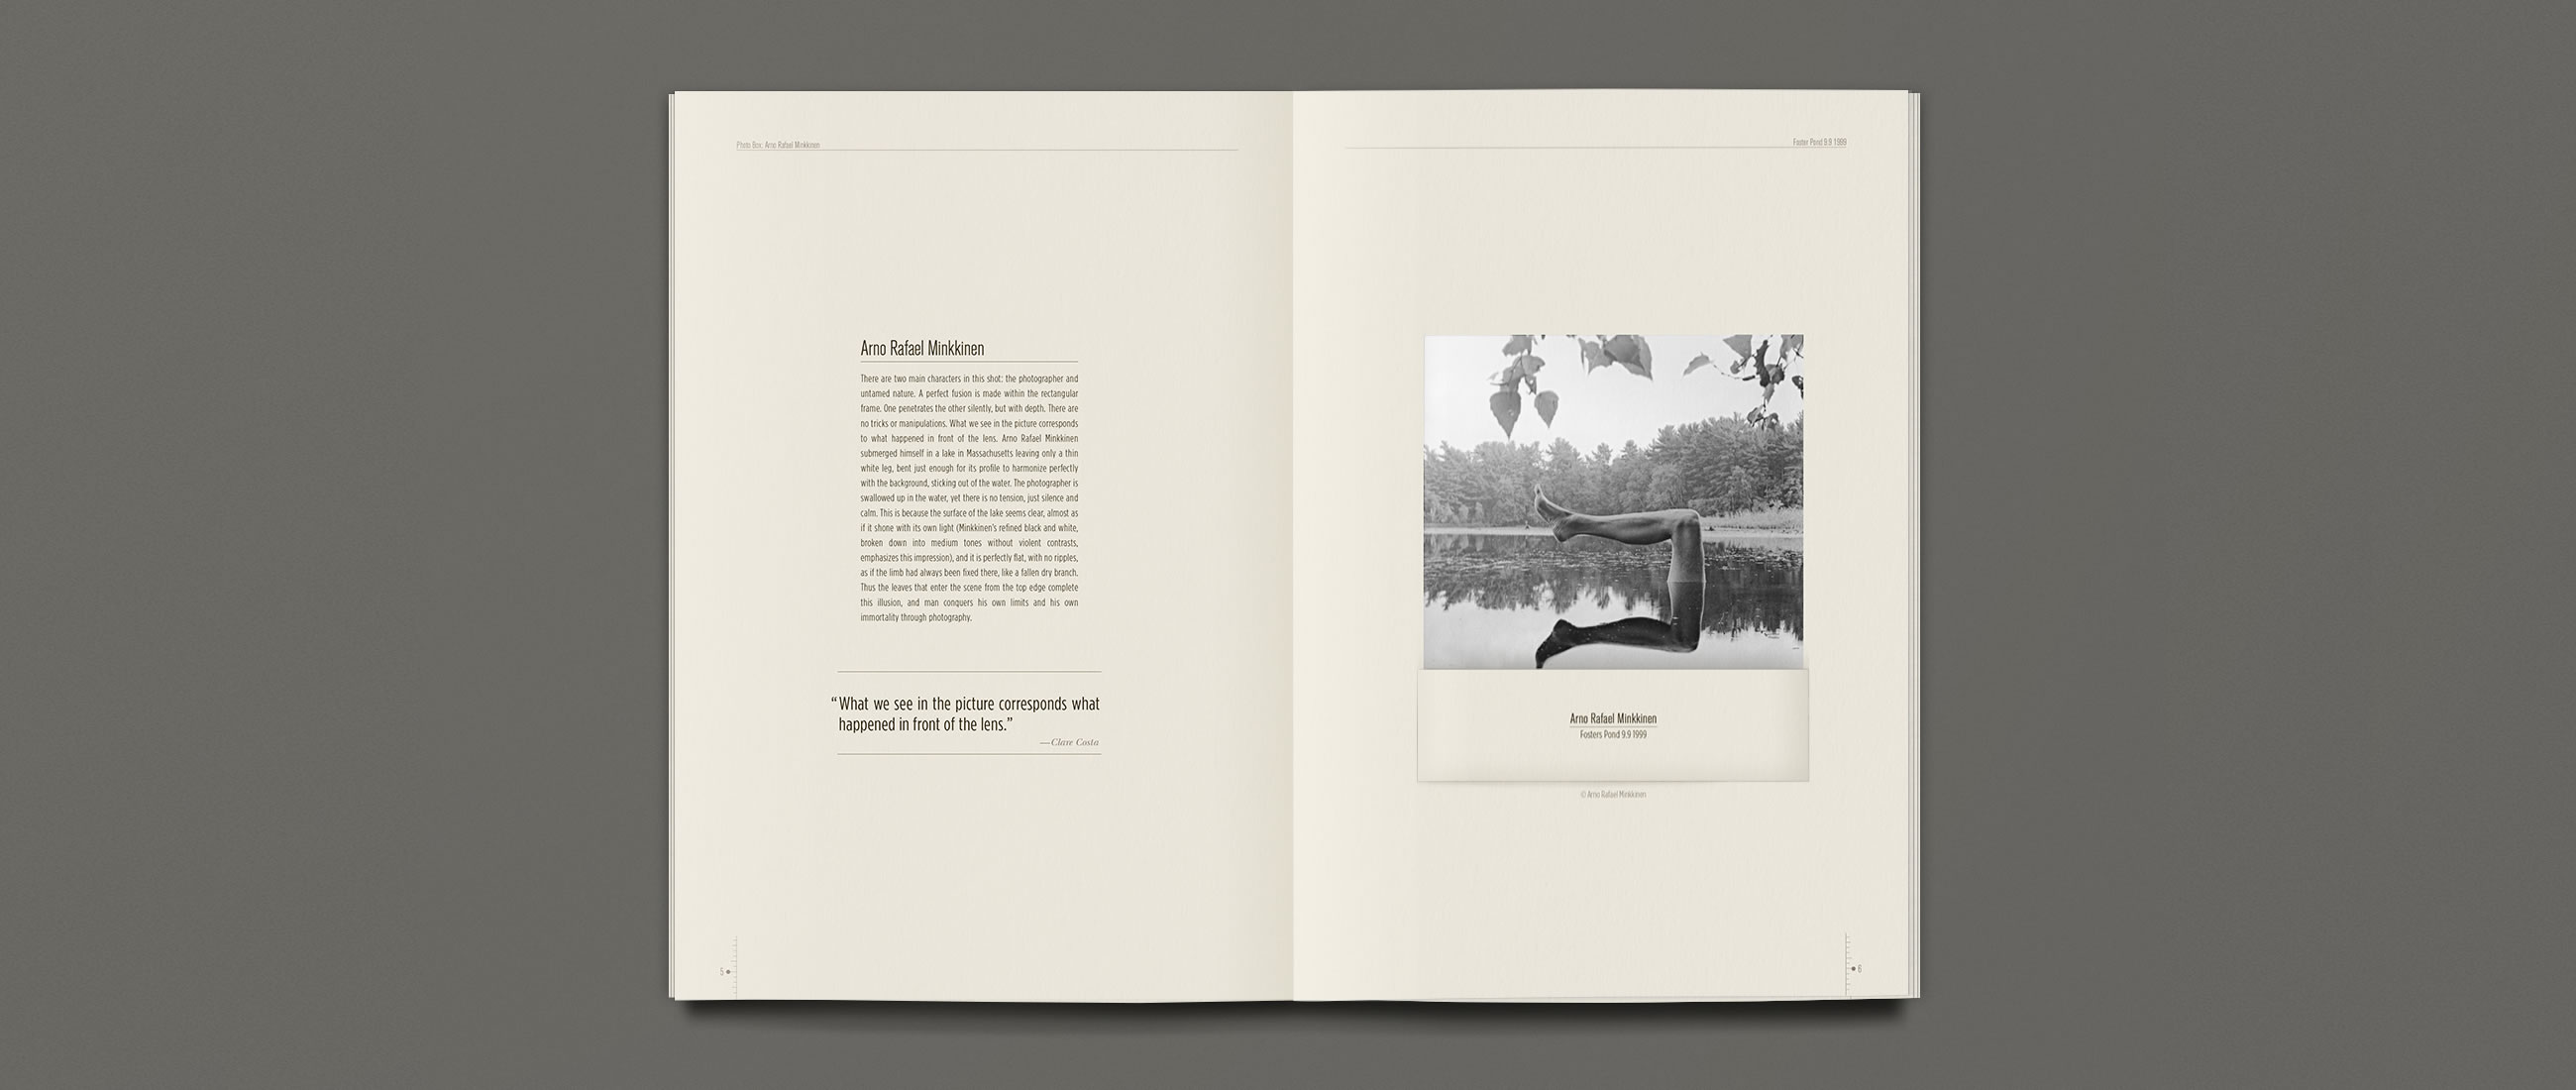 Photo Box: Arno Rafael Minkkinen
Arno Rafael Minkkinen
There are two main characters in this shot: the photographer and
untamed nature. A perfect fusion is made within the rectangular
frame. One penetrates the other silently, but with depth. There are
no tricks or manipulations. What we see in the picture corresponds
to what happened in front of the lens. Arno Rafael Minkkinen
submerged himself in a lake in Massachusetts leaving only a thin
white leg, bent just enough for its profile to harmonize perfectly
with the background, sticking out of the water. The photographer is
swallowed up in the water, yet there is no tension, just silence and
calm. This is because the surface of the lake seems clear, almost as
if it shone with its own light (Minkkinen's refined black and white,
broken down into medium tones without violent contrasts,
emphasizes this impression), and it is perfectly flat, with no ripples,
as if the limb had always been fixed there, like a fallen dry branch.
Thus the leaves that enter the scene from the top edge complete
this illusion, and man conquers his own limits and his own
immortality through photography.
“What we see in the picture corresponds what
happened in front of the lens.”
—Clare Costa
5
Foster Pond 9.9 1999
Arno Rafael Minkkinen
Fosters Pond 9.9 1999
© Arno Rafael Minkkinen
6